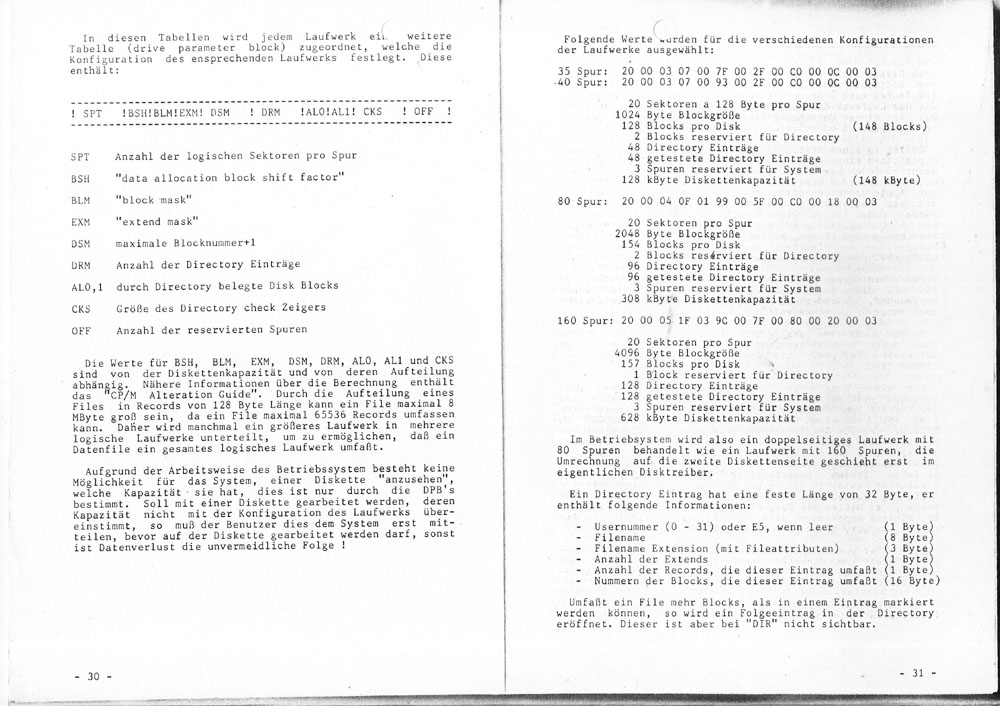 In diesen Tabellen wird jedem Laufwerk ein weitere
Tabelle (drive parameter block) zugeordnet, welche die
Konfiguration des ensprechenden Laufwerks festlegt. Diese
enthält:
! SPT !BSH!BLM!EXM! DSM ! DRM !AL0!AL1! CKS ! OFF !
SPT Anzahl der logischen Sektoren pro Spur
BSH "data allocation block shift factor"
BLM "block mask"
EXM "extend mask"
DSM maximale Blocknummer+1
DRM Anzahl der Directory Einträge
AL0,1 durch Directory belegte Disk Blocks
CKS Größe des Directory check Zeigers
OFF Anzahl der reservierten Spuren
Die Werte für BSH, BLM, EXM, DSM, DRM, AL0, AL1 und CKS
sind von der Diskettenkapazität und von deren Aufteilung
abhängig. Nähere Informationen über die Berechnung enthält
das "CP/M Alteration Guide". Durch die Aufteilung eines
Files in Records von 128 Byte Länge kann ein File maximal 8
MByte groß sein, da ein File maximal 65536 Records umfassen
kann. Daher wird manchmal ein größeres Laufwerk in mehrere
logische Laufwerke unterteilt, um zu ermöglichen, daß ein
Datenfile ein gesamtes logisches Laufwerk umfaßt.
Aufgrund der Arbeitsweise des Betriebssystem besteht keine
Möglichkeit für das System, einer Diskette "anzusehen",
welche Kapazität sie hat, dies ist nur durch die DPB's
bestimmt. Soll mit einer Diskette gearbeitet werden, deren
Kapazität nicht mit der Konfiguration des Laufwerks über-
einstimmt, so muß der Benutzer dies dem System erst mit-
teilen, bevor auf der Diskette gearbeitet werden darf, sonst
ist Datenverlust die unvermeidliche Folge !
- 30 -
Folgende Werte wurden für die verschiedenen Konfigurationen
der Laufwerke ausgewählt:
35 Spur: 20 00 03 07 00 7F 00 2F 00 C0 00 0C 00 03
40 Spur: 20 00 03 07 00 93 00 2F 00 C0 00 0C 00 03
20 Sektoren a 128 Byte pro Spur
1024 Byte Blockgröße
128 Blocks pro Disk (148 Blocks)
2 Blocks reserviert für Directory
48 Directory Einträge
48 getestete Directory Einträge
3 Spuren reserviert für System
128 kByte Diskettenkapazität (148 kByte)
80 Spur: 20 00 04 0F 01 99 00 5F 00 C0 00 18 00 03
20 Sektoren pro Spur
2048 Byte Blockgröße
154 Blocks pro Disk
2 Blocks reserviert für Directory
96 Directory Einträge
96 getestete Directory Einträge
3 Spuren reserviert für System
308 kByte Diskettenkapazität
160 Spur: 20 00 05 1F 03 9C 00 7F 00 80 00 20 00 03
20 Sektoren pro Spur
4096 Byte Blockgröße
157 Blocks pro Disk
1 Block reserviert für Directory
128 Directory Einträge
128 getestete Directory Einträge
3 Spuren reserviert für System
628 kByte Diskettenkapazität
Im Betriebsystem wird also ein doppelseitiges Laufwerk mit
80 Spuren behandelt wie ein Laufwerk mit 160 Spuren, die
Umrechnung auf die zweite Diskettenseite geschieht erst im
eigentlichen Disktreiber.
Ein Directory Eintrag hat eine feste Länge von 32 Byte, er
enthält folgende Informationen:
- Usernummer (0 - 31) oder E5, wenn leer (1 Byte)
- Filename (8 Byte)
- Filename Extension (mit Fileattributen) (3 Byte)
- Anzahl der Extends (1 Byte)
- Anzahl der Records, die dieser Eintrag umfaßt (1 Byte)
- Nummern der Blocks, die dieser Eintrag umfaßt (16 Byte)
Umfaßt ein File mehr Blocks, als in einem Eintrag markiert
werden können, so wird ein Folgeeintrag in der Directory
eröffnet. Dieser ist aber bei "DIR" nicht sichtbar.
- 31 -